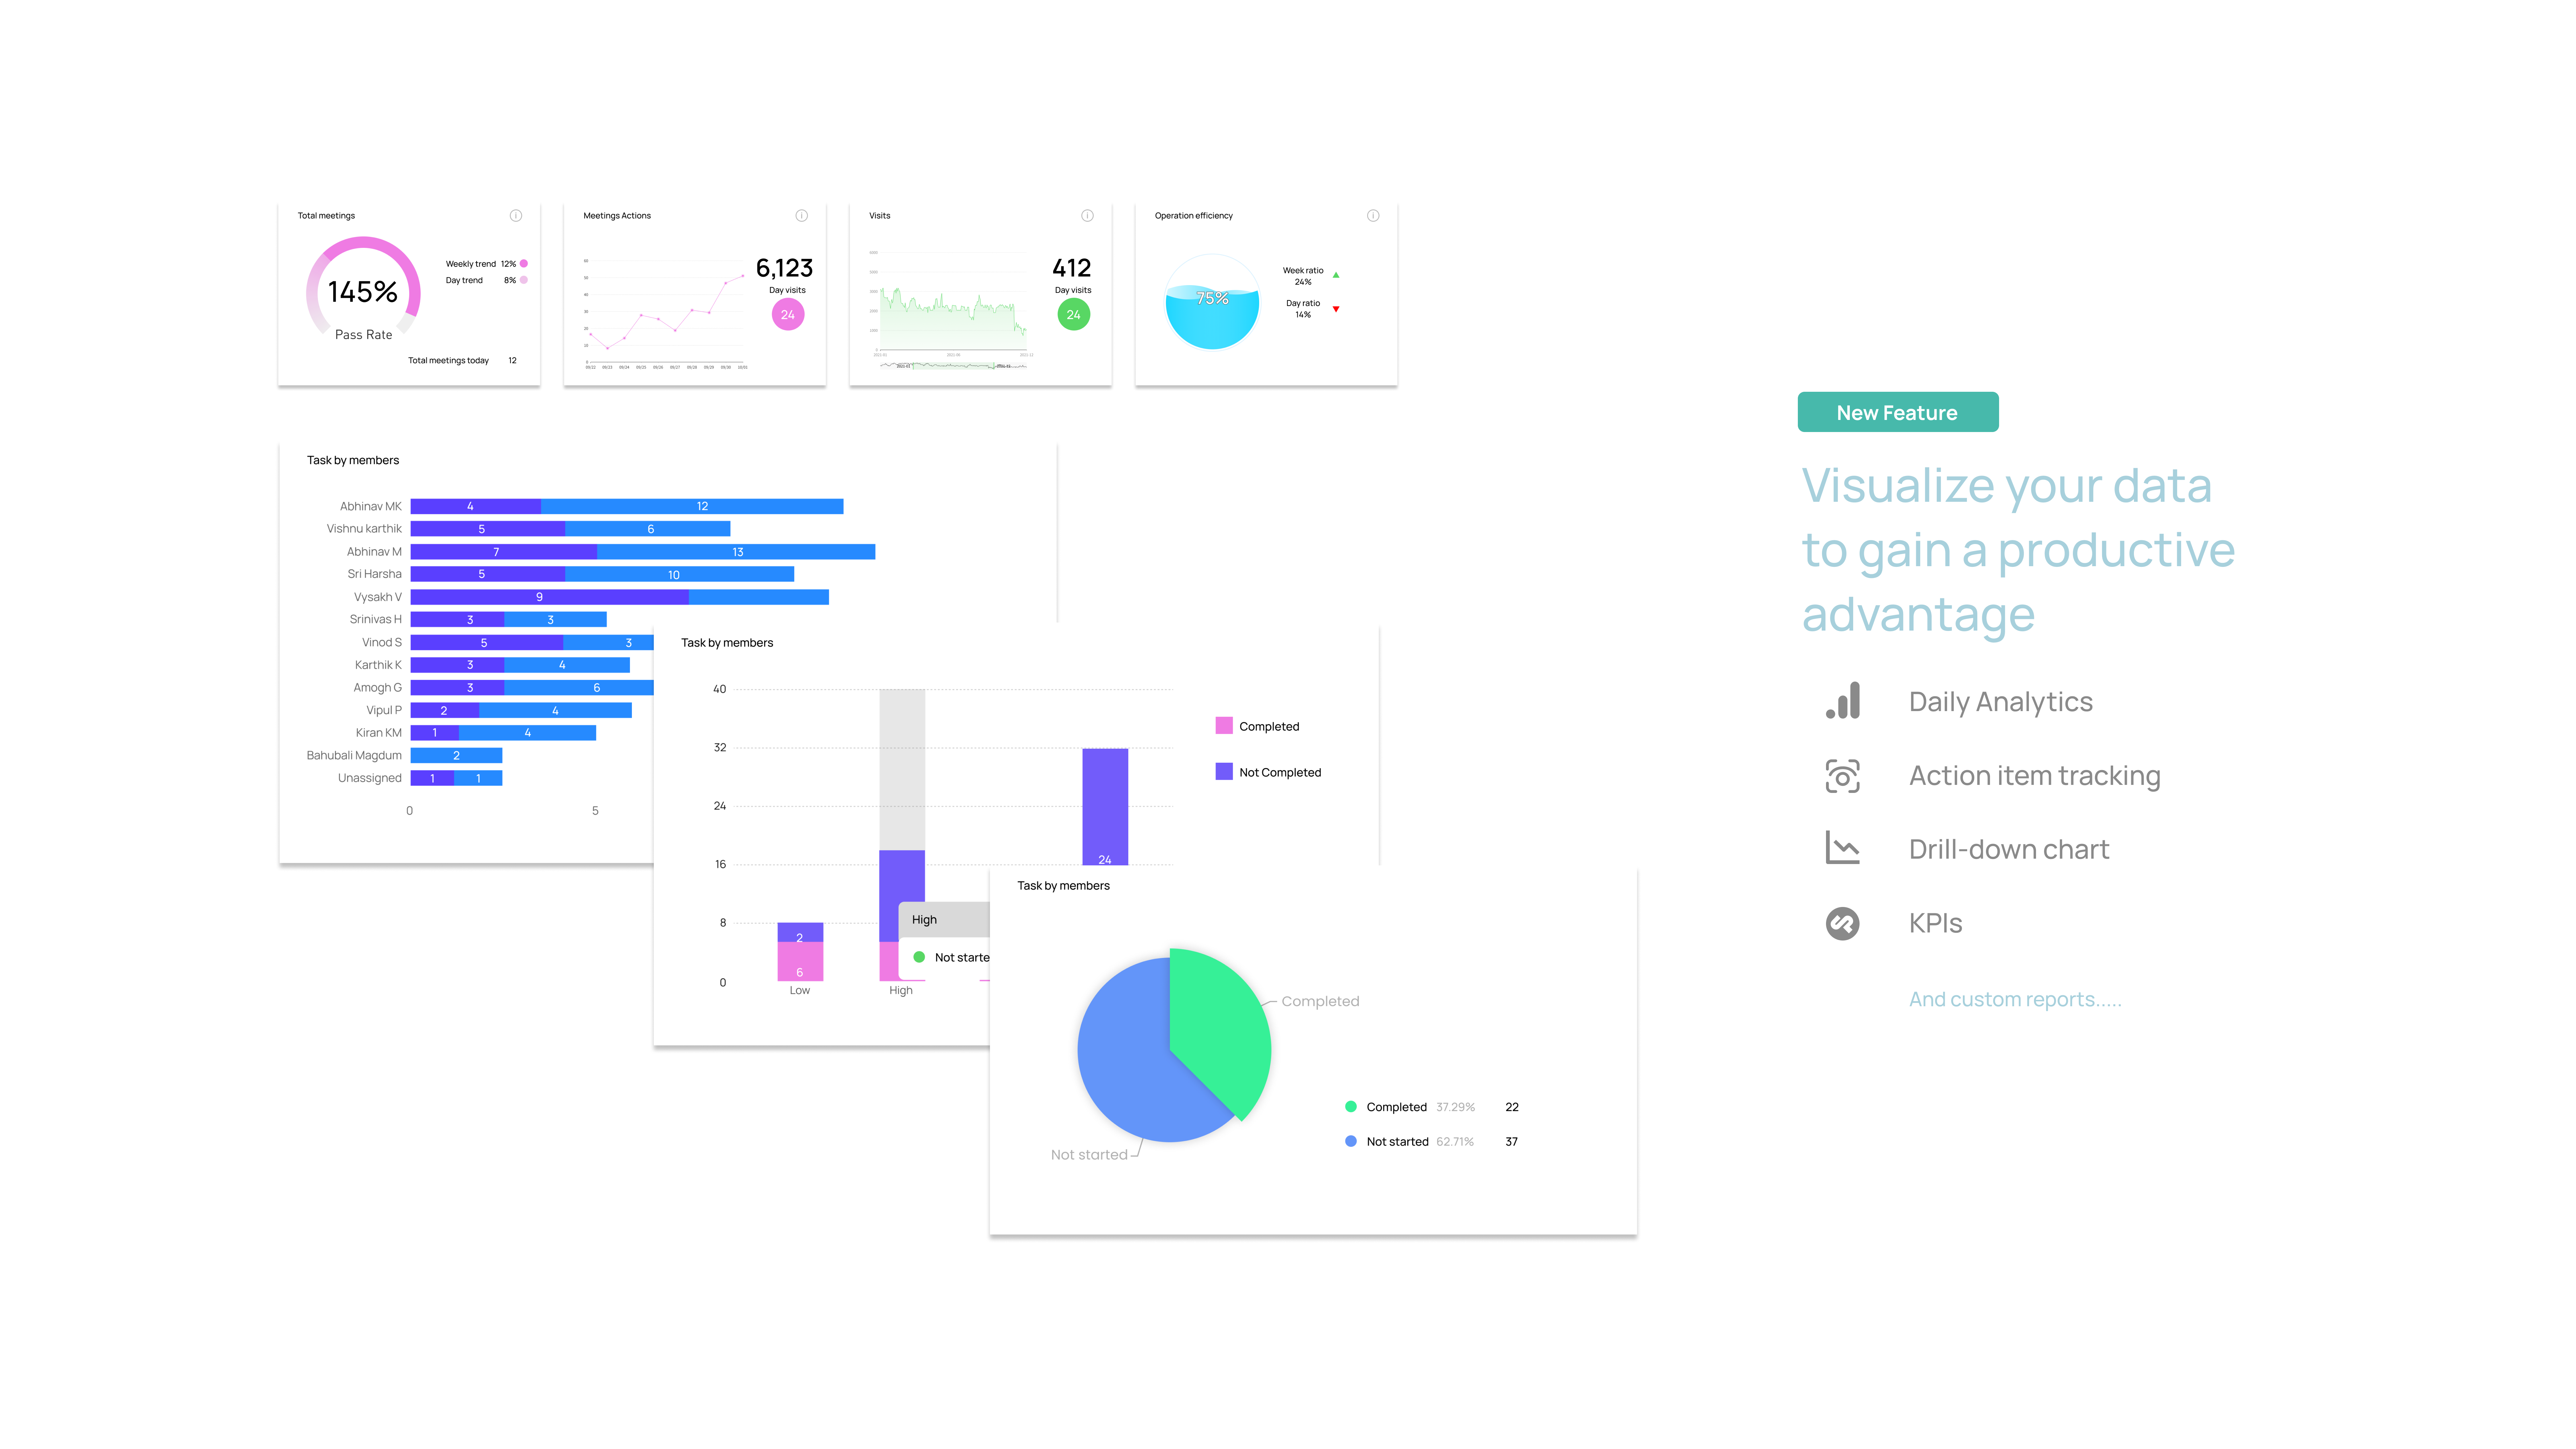 Total meetings
145%
Pass Rate
Weekly trend 12%
Day trend 8%
Total meetings today 12
Meetings Actions
6,123
Day visits
24
Visits
412
Day visits
24
Operation efficiency
75%
Week ratio
24%
Day ratio
14%
Task by members
Abhinav MK 4 12
Vishnu karthik 5 6
Abhinav M 7 13
Sri Harsha 5 10
Vysakh V 9
Srinivas H 3 3
Vinod S 5 3
Karthik K 3 4
Amogh G 3 6
Vipul P 2 4
Kiran KM 1 4
Bahubali Magdum 2
Unassigned 1 1
0 5
Task by members
40
32
24
16
8
0
24
2
6
Low High
High
Not starte
Completed
Not Completed
Task by members
Completed
Not started
Completed 37.29% 22
Not started 62.71% 37
New Feature
Visualize your data
to gain a productive
advantage
Daily Analytics
Action item tracking
Drill-down chart
KPIs
And custom reports.....